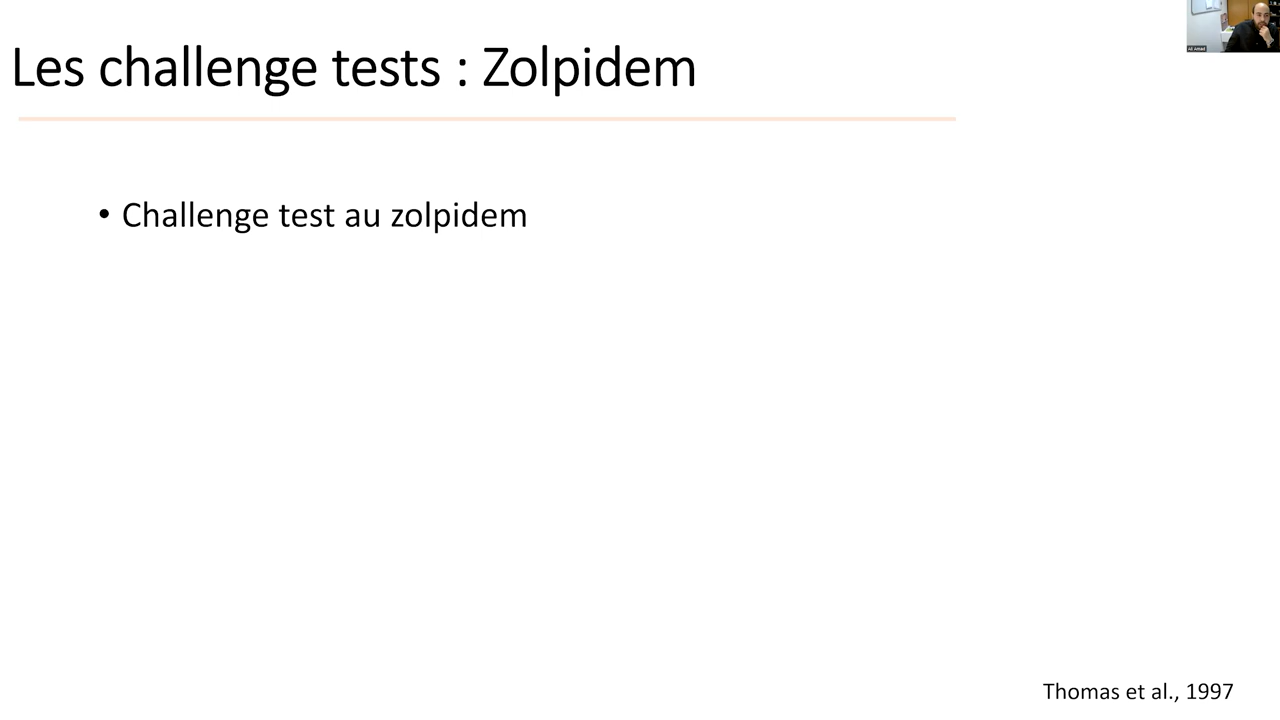 Les challenge tests : Zolpidem
• Challenge test au zolpidem
Thomas et al., 1997